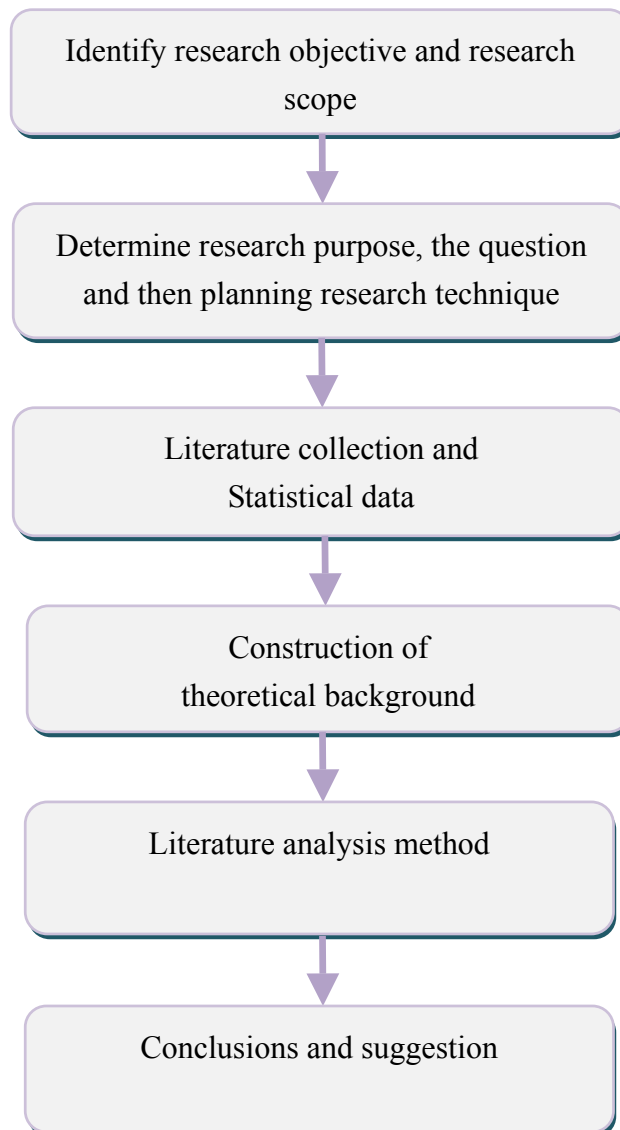 Identify research objective and research
scope
Determine research purpose, the question
and then planning research technique
Literature collection and
Statistical data
Construction of
theoretical background
Literature analysis method
Conclusions and suggestion